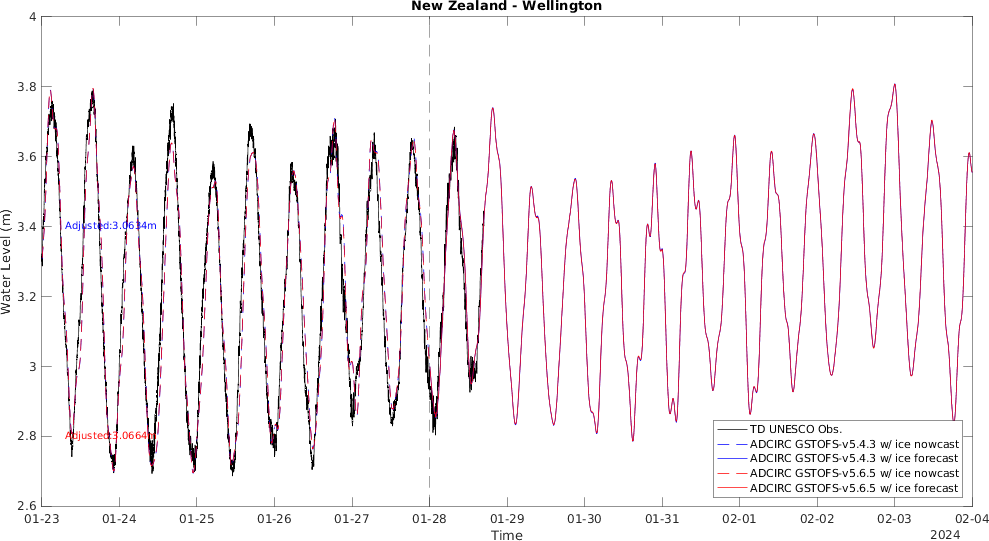 New Zealand - Wellington
4
3.8
3.6
3.4
3.2
3
2.8
2.6
Water Level (m)
Adjusted:3.0634m
Adjusted:3.0664m
TD UNESCO Obs.
ADCIRC GSTOFS-v5.4.3 w/ ice nowcast
ADCIRC GSTOFS-v5.4.3 w/ ice forecast
ADCIRC GSTOFS-v5.6.5 w/ ice nowcast
ADCIRC GSTOFS-v5.6.5 w/ ice forecast
01-23 01-24 01-25 01-26 01-27 01-28 01-29 01-30 01-31 02-01 02-02 02-03 02-04
Time
2024